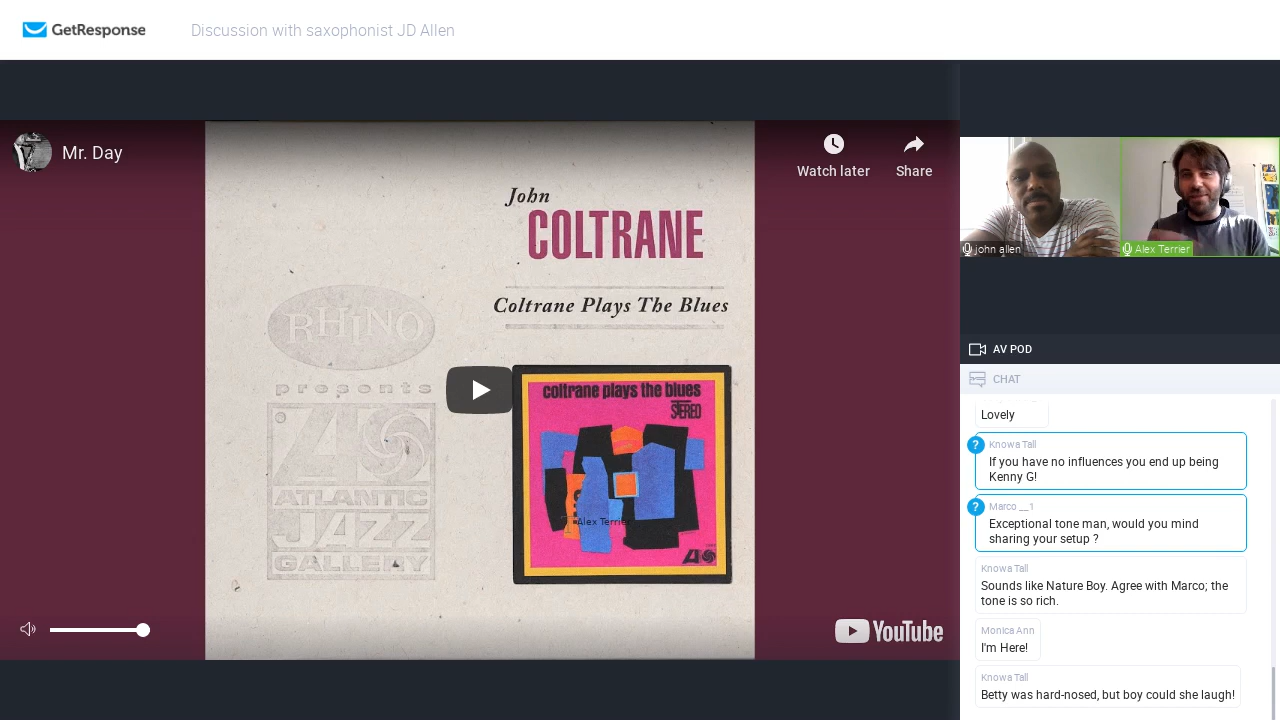 GetResponse
Discussion with saxophonist JD Allen
Mr. Day
Watch later
Share
John
COLTRANE
Coltrane Plays The Blues
RHINO
presents
ATLANTIC
JAZZ
GALLERY
coltrane plays the blues
STEREO
Alex Terrier
YouTube
john allen
Alex Terrier
AV POD
CHAT
Lovely
?
Knowa Tall
If you have no influences you end up being
Kenny G!
?
Marco __1
Exceptional tone man, would you mind
sharing your setup ?
Knowa Tall
Sounds like Nature Boy. Agree with Marco; the
tone is so rich.
Monica Ann
I'm Here!
Knowa Tall
Betty was hard-nosed, but boy could she laugh!